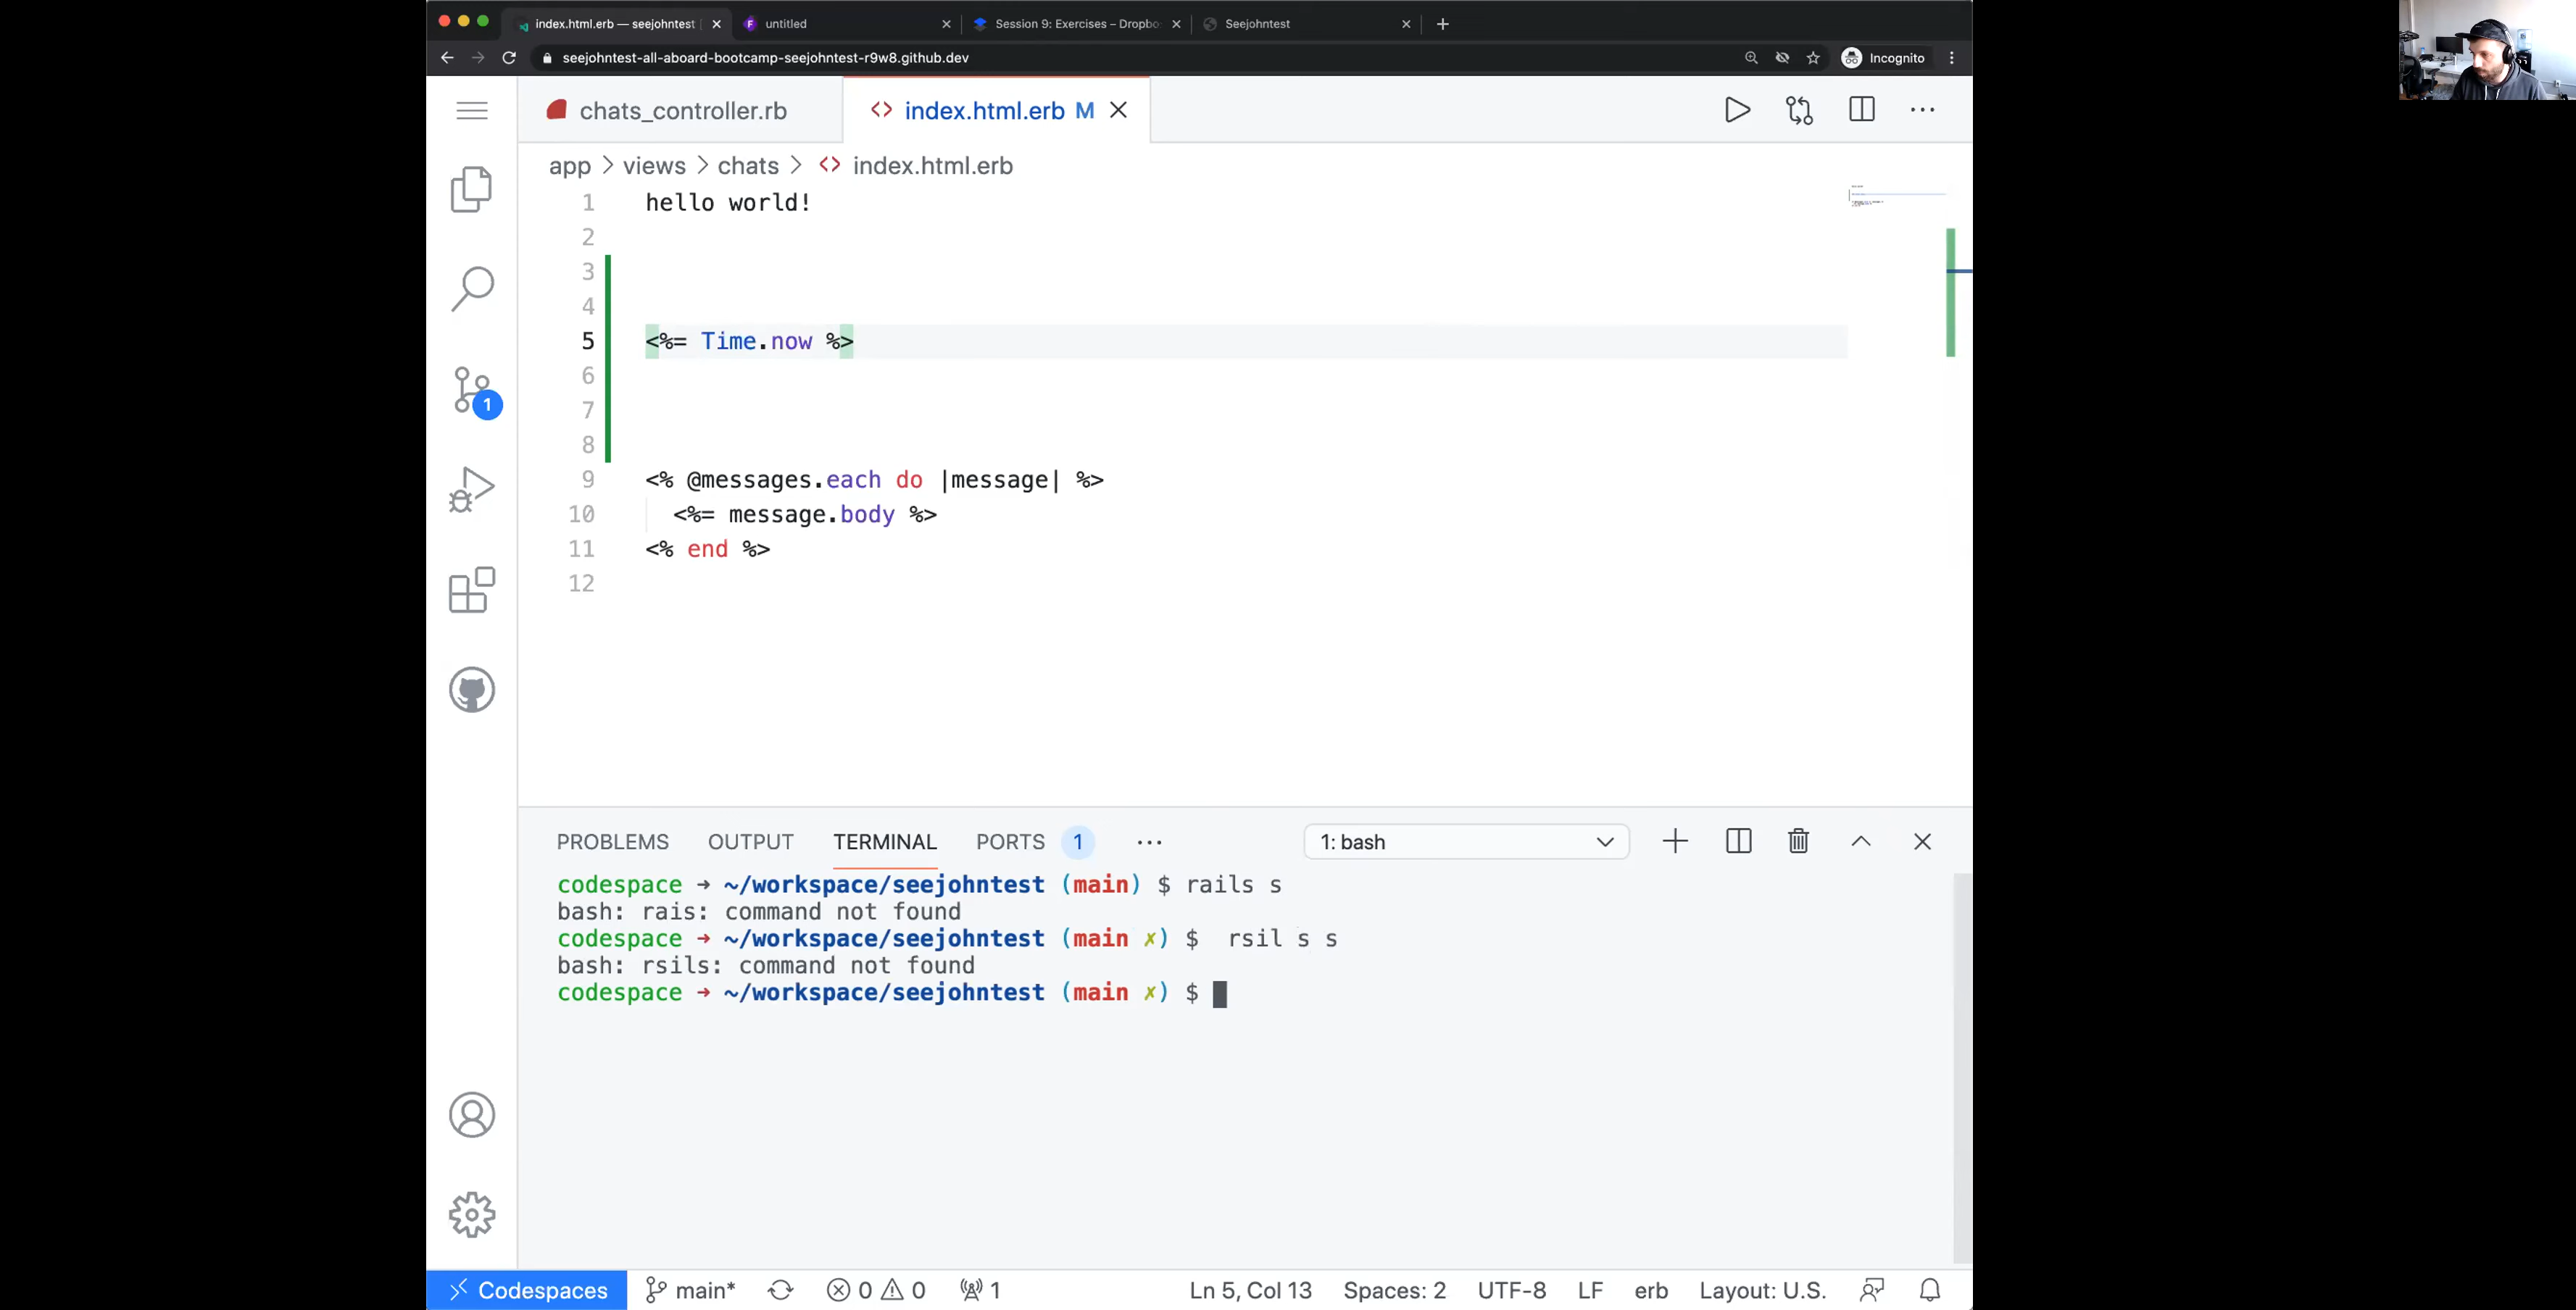 index.html.erb — seejohntest
untitled
Session 9: Exercises – Dropbo
Seejohntest
seejohntest-all-aboard-bootcamp-seejohntest-r9w8.github.dev
Incognito
chats_controller.rb
index.html.erb M
app > views > chats > <> index.html.erb
1 hello world!
2
3
4
5 <%= Time.now %>
6
7
8
9 <% @messages.each do |message| %>
10 <%= message.body %>
11 <% end %>
12
1
PROBLEMS OUTPUT TERMINAL PORTS 1 ... 1: bash
codespace → ~/workspace/seejohntest (main) $ rails s
bash: rais: command not found
codespace → ~/workspace/seejohntest (main ✗) $  rsil s s
bash: rsils: command not found
codespace → ~/workspace/seejohntest (main ✗) $
Codespaces main* 0 0 1 Ln 5, Col 13 Spaces: 2 UTF-8 LF erb Layout: U.S.